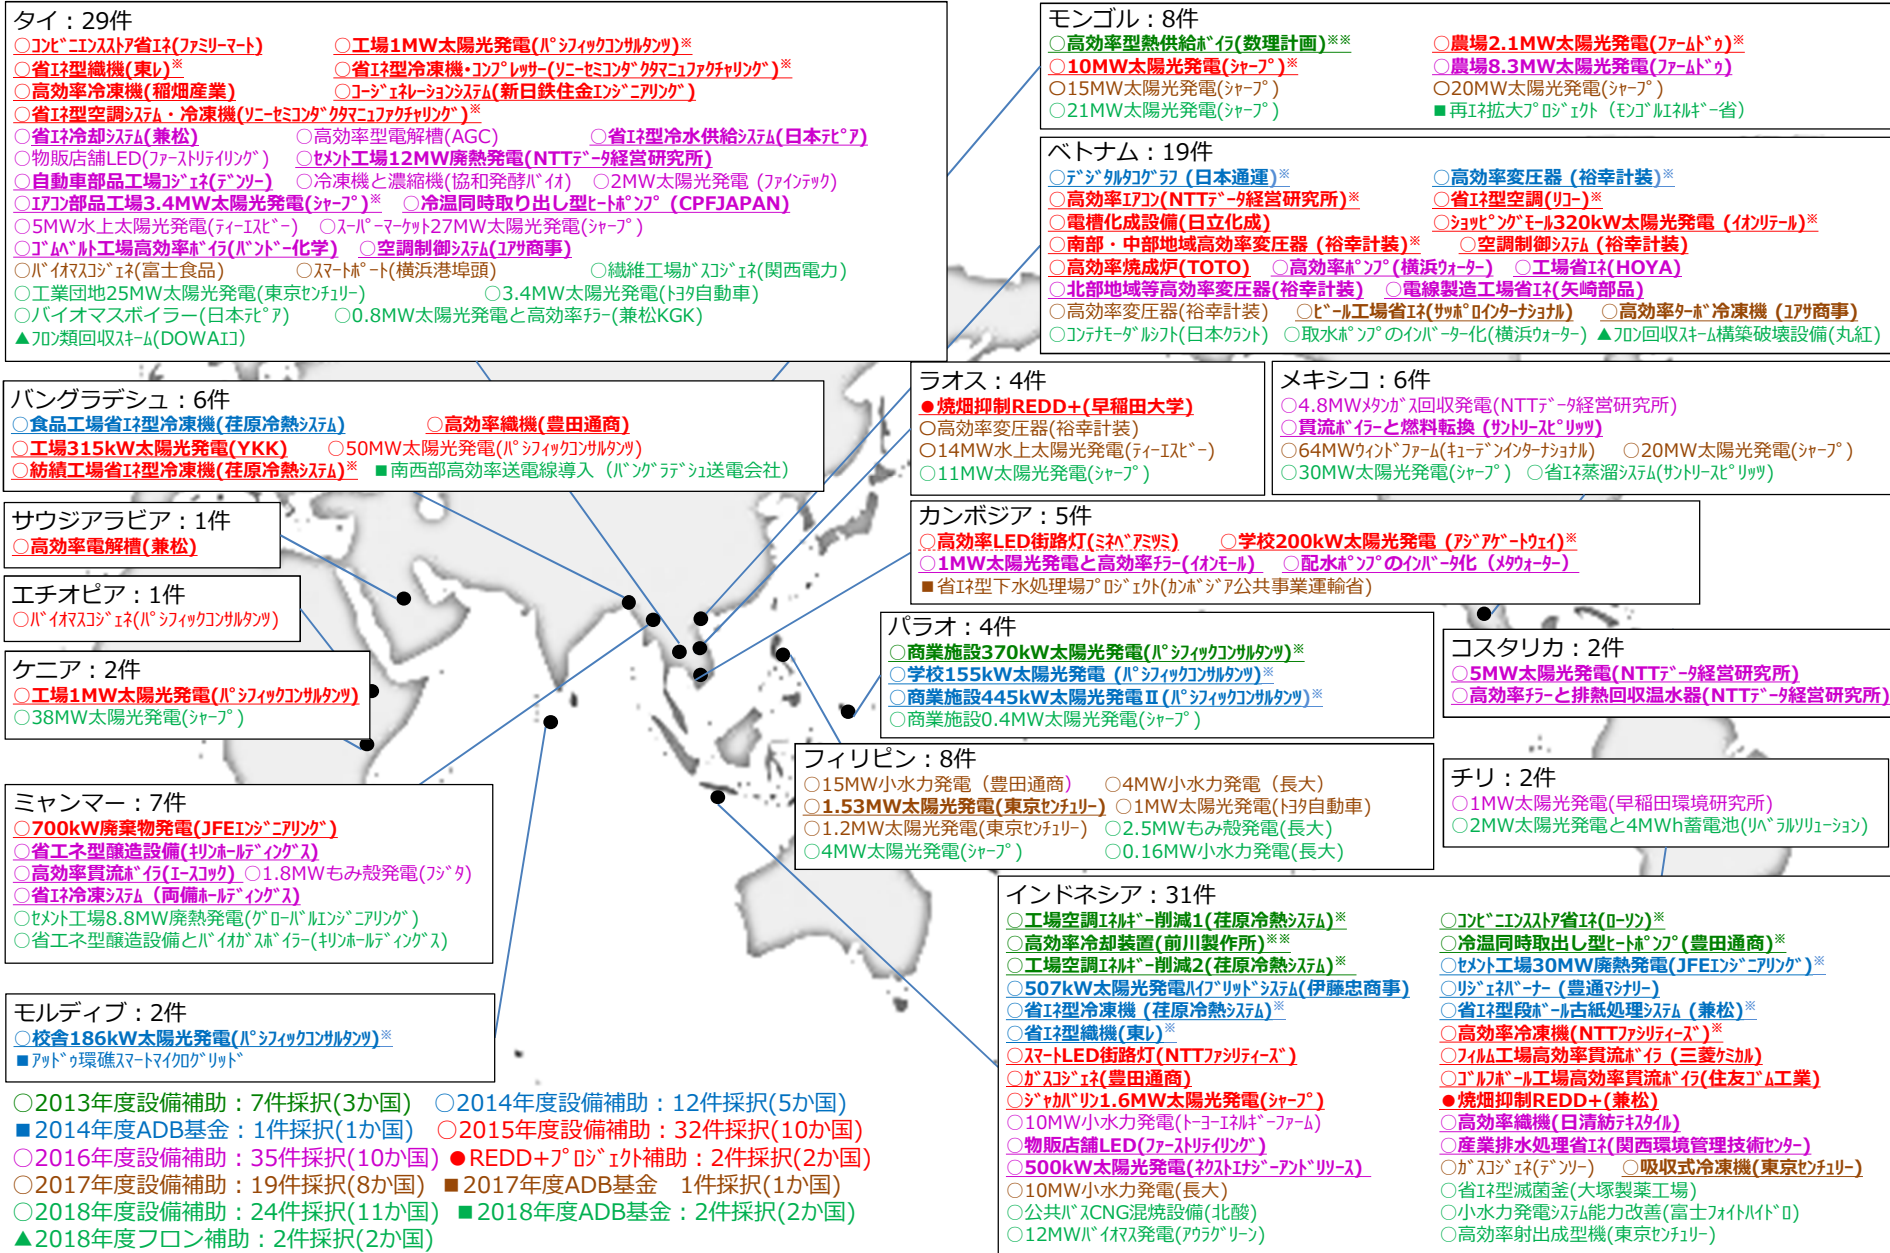 タイ：29件
○コンビニエンスストア省エネ(ファミリーマート) ○工場1MW太陽光発電(パシフィックコンサルタンツ)※
○省エネ型織機(東レ)※ ○省エネ型冷凍機・コンプレッサー(ソニーセミコンダクタマニュファクチャリング)※
○高効率冷凍機(稲畑産業) ○コージェネレーションシステム(新日鉄住金エンジニアリング)
○省エネ型空調システム・冷凍機(ソニーセミコンダクタマニュファクチャリング)※
○省エネ冷却システム(兼松) ○高効率型電解槽(AGC) ○省エネ型冷水供給システム(日本テピア)
○物販店舗LED(ファーストリテイリング) ○セメント工場12MW廃熱発電(NTTデータ経営研究所)
○自動車部品工場コジェネ(デンソー) ○冷凍機と濃縮機(協和発酵バイオ) ○2MW太陽光発電 (ファインテック)
○エアコン部品工場3.4MW太陽光発電(シャープ)※ ○冷温同時取り出し型ヒートポンプ (CPFJAPAN)
○5MW水上太陽光発電(ティーエスビー) ○スーパーマーケット27MW太陽光発電(シャープ)
○ゴムベルト工場高効率ボイラ(バンドー化学) ○空調制御システム(ユアサ商事)
○バイオマスコジェネ(富士食品) ○スマートポート(横浜港埠頭) ○繊維工場ガスコジェネ(関西電力)
○工業団地25MW太陽光発電(東京センチュリー) ○3.4MW太陽光発電(トヨタ自動車)
○バイオマスボイラー(日本テピア) ○0.8MW太陽光発電と高効率チラー(兼松KGK)
▲フロン類回収スキーム(DOWAエコ)
モンゴル：8件
○高効率型熱供給ボイラ(数理計画)※※ ○農場2.1MW太陽光発電(ファームドゥ)※
○10MW太陽光発電(シャープ)※ ○農場8.3MW太陽光発電(ファームドゥ)
○15MW太陽光発電(シャープ) ○20MW太陽光発電(シャープ)
○21MW太陽光発電(シャープ) ■再エネ拡大プロジェクト（モンゴルエネルギー省）
ベトナム：19件
○デジタルタコグラフ (日本通運)※ ○高効率変圧器 (裕幸計装)※
○高効率エアコン(NTTデータ経営研究所)※ ○省エネ型空調(リコー)※
○電槽化成設備(日立化成) ○ショッピングモール320kW太陽光発電 (イオンリテール)※
○南部・中部地域高効率変圧器 (裕幸計装)※ ○空調制御システム (裕幸計装)
○高効率焼成炉(TOTO) ○高効率ポンプ(横浜ウォーター) ○工場省エネ(HOYA)
○北部地域等高効率変圧器(裕幸計装) ○電線製造工場省エネ(矢崎部品)
○高効率変圧器(裕幸計装) ○ビール工場省エネ(サッポロインターナショナル) ○高効率ターボ冷凍機 (ユアサ商事)
○コンテナモーダルシフト(日本クラント) ○取水ポンプのインバーター化(横浜ウォーター) ▲フロン回収スキーム構築破壊設備(丸紅)
バングラデシュ：6件
○食品工場省エネ型冷凍機(荏原冷熱システム) ○高効率織機(豊田通商)
○工場315kW太陽光発電(YKK) ○50MW太陽光発電(パシフィックコンサルタンツ)
○紡績工場省エネ型冷凍機(荏原冷熱システム)※ ■南西部高効率送電線導入（バングラデシュ送電会社）
ラオス：4件
●焼畑抑制REDD+(早稲田大学)
○高効率変圧器(裕幸計装)
○14MW水上太陽光発電(ティーエスビー)
○11MW太陽光発電(シャープ)
メキシコ：6件
○4.8MWメタンガス回収発電(NTTデータ経営研究所)
○貫流ボイラーと燃料転換 (サントリースピリッツ)
○64MWウィンドファーム(キューデンインターナショナル) ○20MW太陽光発電(シャープ)
○30MW太陽光発電(シャープ) ○省エネ蒸溜システム(サントリースピリッツ)
サウジアラビア：1件
○高効率電解槽(兼松)
カンボジア：5件
○高効率LED街路灯(ミネベアミツミ) ○学校200kW太陽光発電 (アジアゲートウェイ)※
○1MW太陽光発電と高効率チラー(イオンモール) ○配水ポンプのインバータ化（メタウォーター）
■省エネ型下水処理場プロジェクト(カンボジア公共事業運輸省)
エチオピア：1件
○バイオマスコジェネ(パシフィックコンサルタンツ)
パラオ：4件
○商業施設370kW太陽光発電(パシフィックコンサルタンツ)※
○学校155kW太陽光発電 (パシフィックコンサルタンツ)※
○商業施設445kW太陽光発電Ⅱ(パシフィックコンサルタンツ)※
○商業施設0.4MW太陽光発電(シャープ)
コスタリカ：2件
○5MW太陽光発電(NTTデータ経営研究所)
○高効率チラーと排熱回収温水器(NTTデータ経営研究所)
ケニア：2件
○工場1MW太陽光発電(パシフィックコンサルタンツ)
○38MW太陽光発電(シャープ)
フィリピン：8件
○15MW小水力発電（豊田通商） ○4MW小水力発電（長大）
○1.53MW太陽光発電(東京センチュリー) ○1MW太陽光発電(トヨタ自動車)
○1.2MW太陽光発電(東京センチュリー) ○2.5MWもみ殻発電(長大)
○4MW太陽光発電(シャープ) ○0.16MW小水力発電(長大)
チリ：2件
○1MW太陽光発電(早稲田環境研究所)
○2MW太陽光発電と4MWh蓄電池(リベラルソリューション)
ミャンマー：7件
○700kW廃棄物発電(JFEエンジニアリング)
○省エネ型醸造設備(キリンホールディングス)
○高効率貫流ボイラ(エースコック) ○1.8MWもみ殻発電(フジタ)
○省エネ冷凍システム（両備ホールディングス）
○セメント工場8.8MW廃熱発電(グローバルエンジニアリング)
○省エネ型醸造設備とバイオガスボイラー(キリンホールディングス)
インドネシア：31件
○工場空調エネルギー削減1(荏原冷熱システム)※ ○コンビニエンスストア省エネ(ローソン)※
○高効率冷却装置(前川製作所)※※ ○冷温同時取出し型ヒートポンプ(豊田通商)※
○工場空調エネルギー削減2(荏原冷熱システム)※ ○セメント工場30MW廃熱発電(JFEエンジニアリング)※
○507kW太陽光発電ハイブリッドシステム(伊藤忠商事) ○リジェネバーナー (豊通マシナリー)
○省エネ型冷凍機 (荏原冷熱システム)※ ○省エネ型段ボール古紙処理システム (兼松)※
○省エネ型織機(東レ)※ ○高効率冷凍機(NTTファシリティーズ)※
○スマートLED街路灯(NTTファシリティーズ) ○フィルム工場高効率貫流ボイラ (三菱ケミカル)
○ガスコジェネ(豊田通商) ○ゴルフボール工場高効率貫流ボイラ(住友ゴム工業)
○ジャカバリン1.6MW太陽光発電(シャープ) ●焼畑抑制REDD+(兼松)
○10MW小水力発電(トーヨーエネルギーファーム) ○高効率織機(日清紡テキスタイル)
○物販店舗LED(ファーストリテイリング) ○産業排水処理省エネ(関西環境管理技術センター)
○500kW太陽光発電(ネクストエナジーアンドリソース) ○ガスコジェネ(デンソー) ○吸収式冷凍機(東京センチュリー)
○10MW小水力発電(長大) ○省エネ型滅菌釜(大塚製薬工場)
○公共バスCNG混焼設備(北酸) ○小水力発電システム能力改善(富士フォイトハイドロ)
○12MWバイオマス発電(アウラグリーン) ○高効率射出成型機(東京センチュリー)
モルディブ：2件
○校舎186kW太陽光発電(パシフィックコンサルタンツ)※
■アッドゥ環礁スマートマイクログリッド
○2013年度設備補助：7件採択(3か国) ○2014年度設備補助：12件採択(5か国)
■2014年度ADB基金：1件採択(1か国) ○2015年度設備補助：32件採択(10か国)
○2016年度設備補助：35件採択(10か国) ●REDD+プロジェクト補助：2件採択(2か国)
○2017年度設備補助：19件採択(8か国) ■2017年度ADB基金 1件採択(1か国)
○2018年度設備補助：24件採択(11か国) ■2018年度ADB基金：2件採択(2か国)
▲2018年度フロン補助：2件採択(2か国)